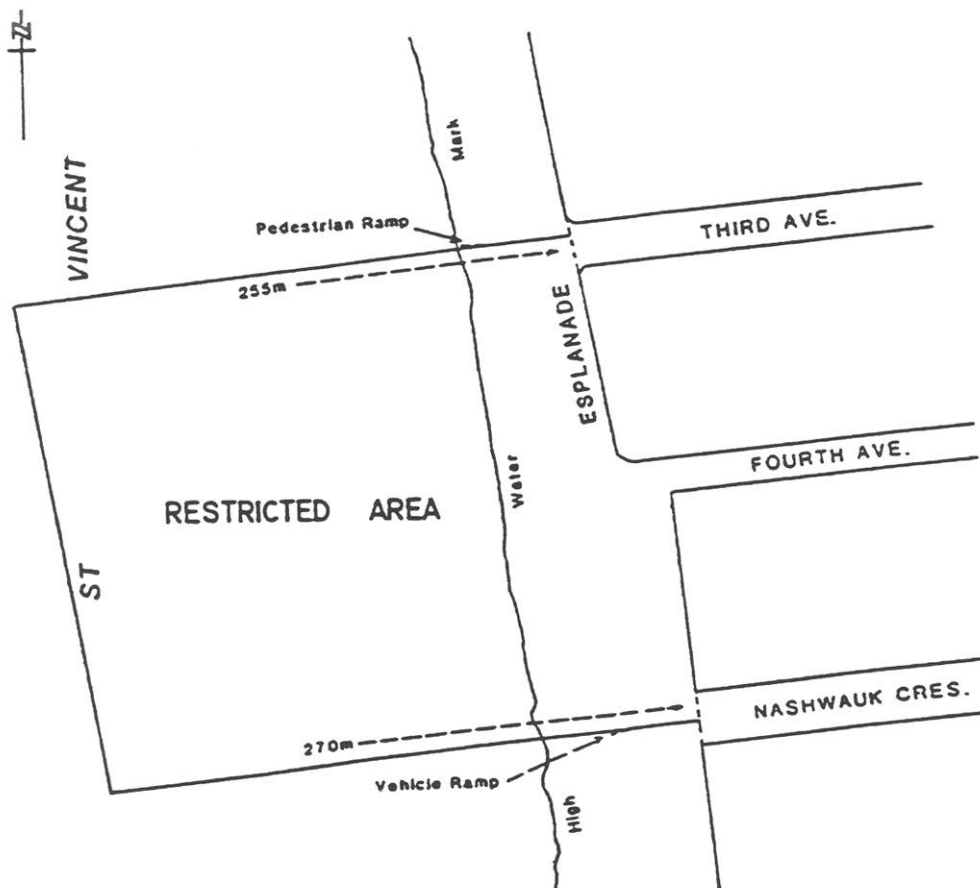 N
VINCENT
Mark
Pedestrian Ramp
THIRD AVE.
255m
ESPLANADE
FOURTH AVE.
Water
RESTRICTED AREA
ST
NASHWAUK CRES.
270m
Vehicle Ramp
High